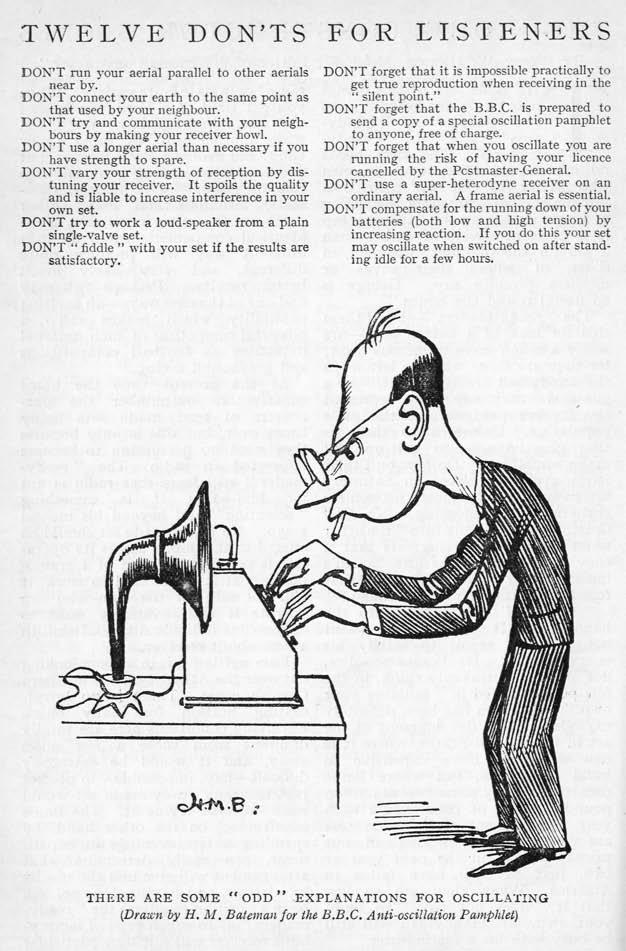 TWELVE DON'TS FOR LISTENERS
DON'T run your aerial parallel to other aerials
near by.
DON'T connect your earth to the same point as
that used by your neighbour.
DON'T try and communicate with your neigh-
bours by making your receiver howl.
DON'T use a longer aerial than necessary if you
have strength to spare.
DON'T vary your strength of reception by dis-
tuning your receiver. It spoils the quality
and is liable to increase interference in your
own set.
DON'T try to work a loud-speaker from a plain
single-valve set.
DON'T " fiddle " with your set if the results are
satisfactory.
DON'T forget that it is impossible practically to
get true reproduction when receiving in the
" silent point."
DON'T forget that the B.B.C. is prepared to
send a copy of a special oscillation pamphlet
to anyone, free of charge.
DON'T forget that when you oscillate you are
running the risk of having your licence
cancelled by the Postmaster-General.
DON'T use a super-heterodyne receiver on an
ordinary aerial. A frame aerial is essential.
DON'T compensate for the running down of your
batteries (both low and high tension) by
increasing reaction. If you do this your set
may oscillate when switched on after stand-
ing idle for a few hours.
H.M.B:
THERE ARE SOME "ODD" EXPLANATIONS FOR OSCILLATING
(Drawn by H. M. Bateman for the B.B.C. Anti-oscillation Pamphlet)